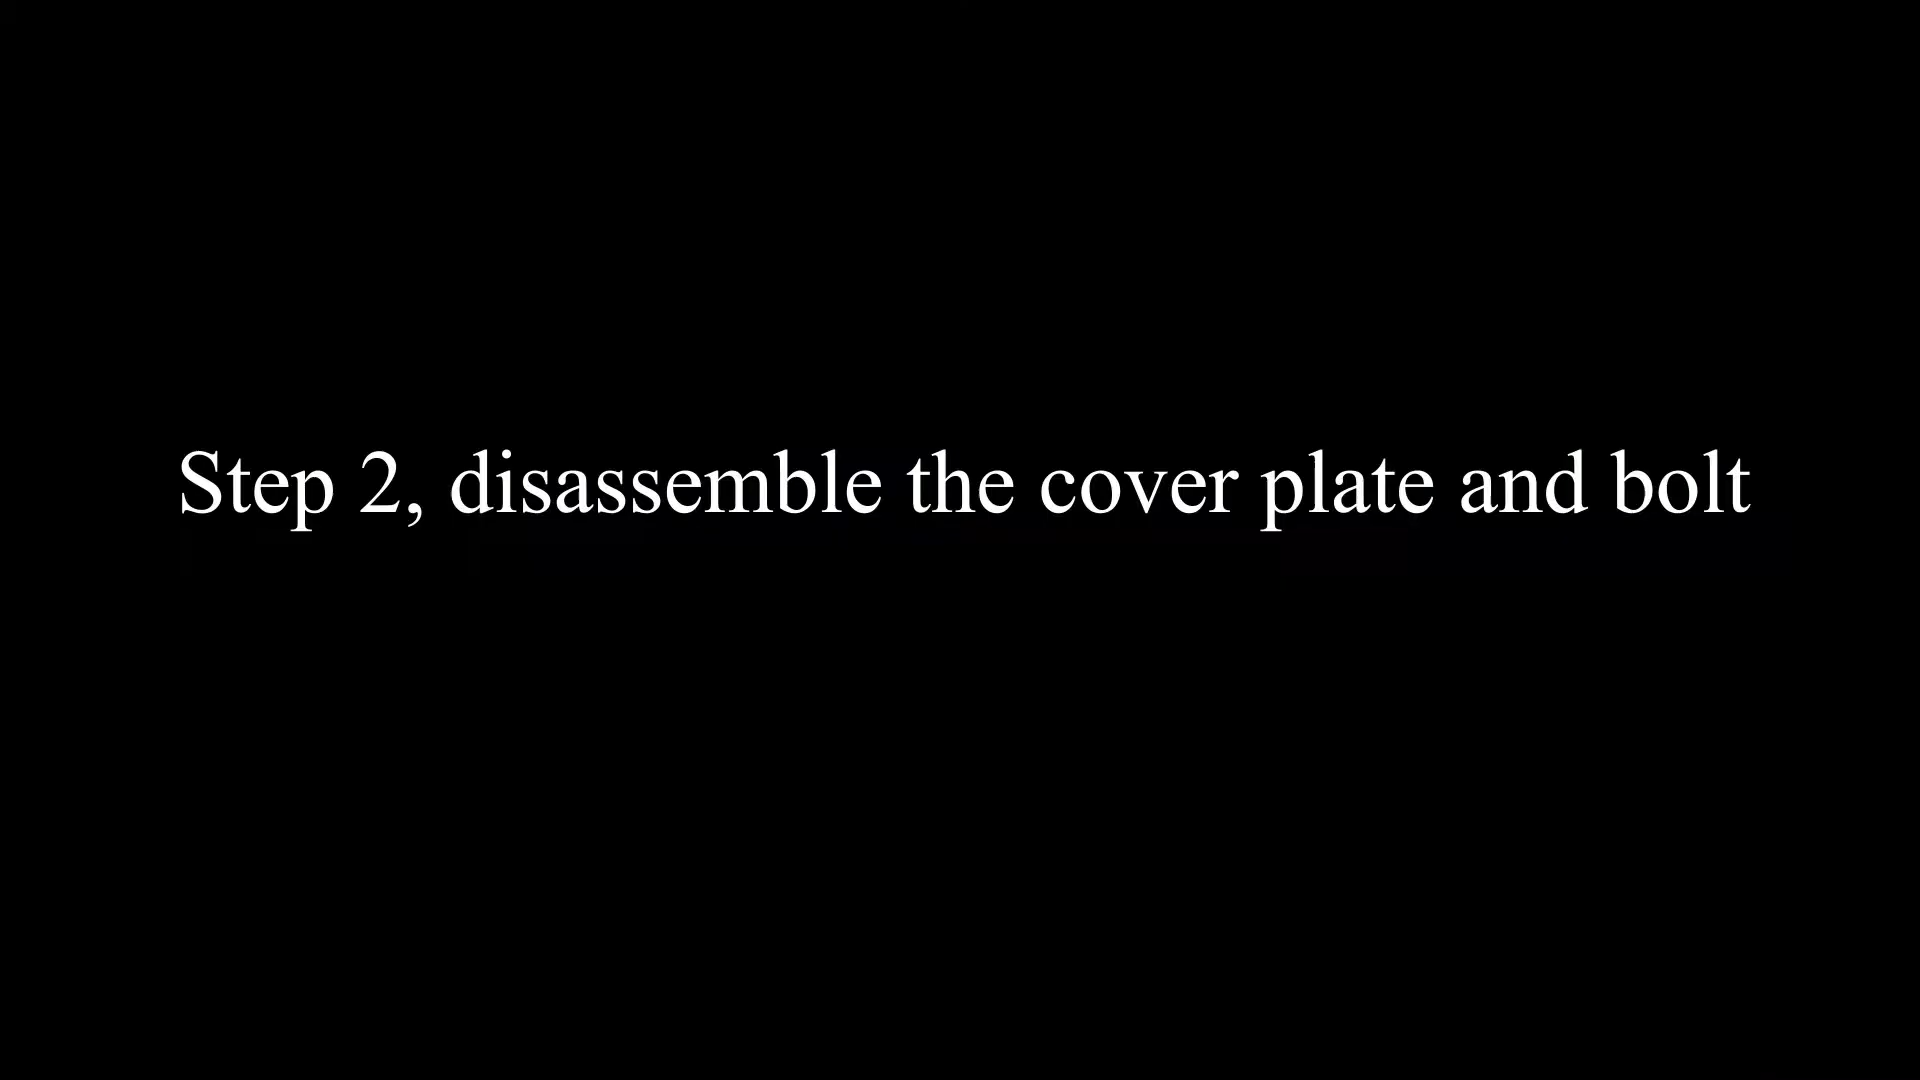 Step 2, disassemble the cover plate and bolt